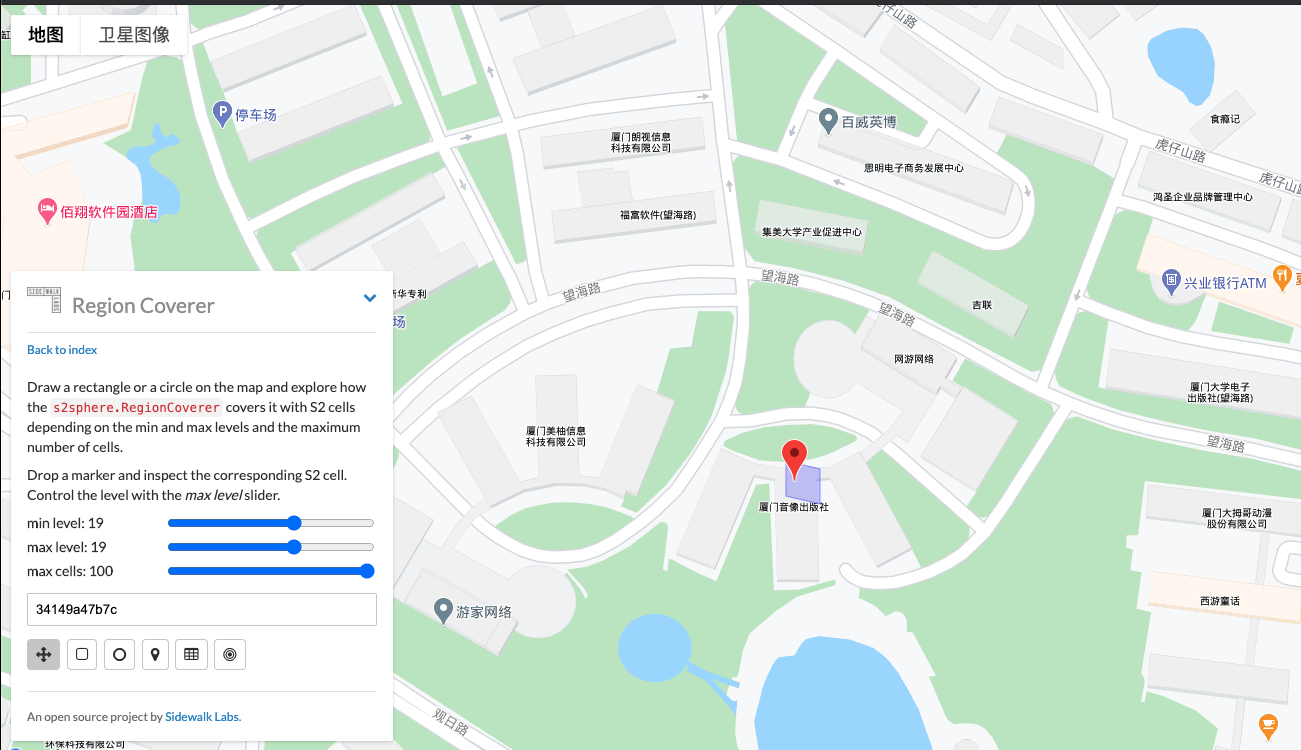 地图
卫星图像
停车场
佰翔软件园酒店
厦门朗视信息
科技有限公司
福富软件(望海路)
百威英博
思明电子商务发展中心
集美大学产业促进中心
虎仔山路
食瘾记
虎仔山路
虎仔山路
鸿圣企业品牌管理中心
兴业银行ATM
吉联
望海路
望海路
望海路
网游网络
厦门大学电子
出版社(望海路)
望海路
厦门美柚信息
科技有限公司
厦门音像出版社
厦门大拇哥动漫
股份有限公司
西游童话
游家网络
观日路
环保科技有限公司
新华专利
场
SIDEWALK
Region Coverer
Back to index
Draw a rectangle or a circle on the map and explore how
the s2sphere.RegionCoverer covers it with S2 cells
depending on the min and max levels and the maximum
number of cells.
Drop a marker and inspect the corresponding S2 cell.
Control the level with the max level slider.
min level: 19
max level: 19
max cells: 100
34149a47b7c
An open source project by Sidewalk Labs.